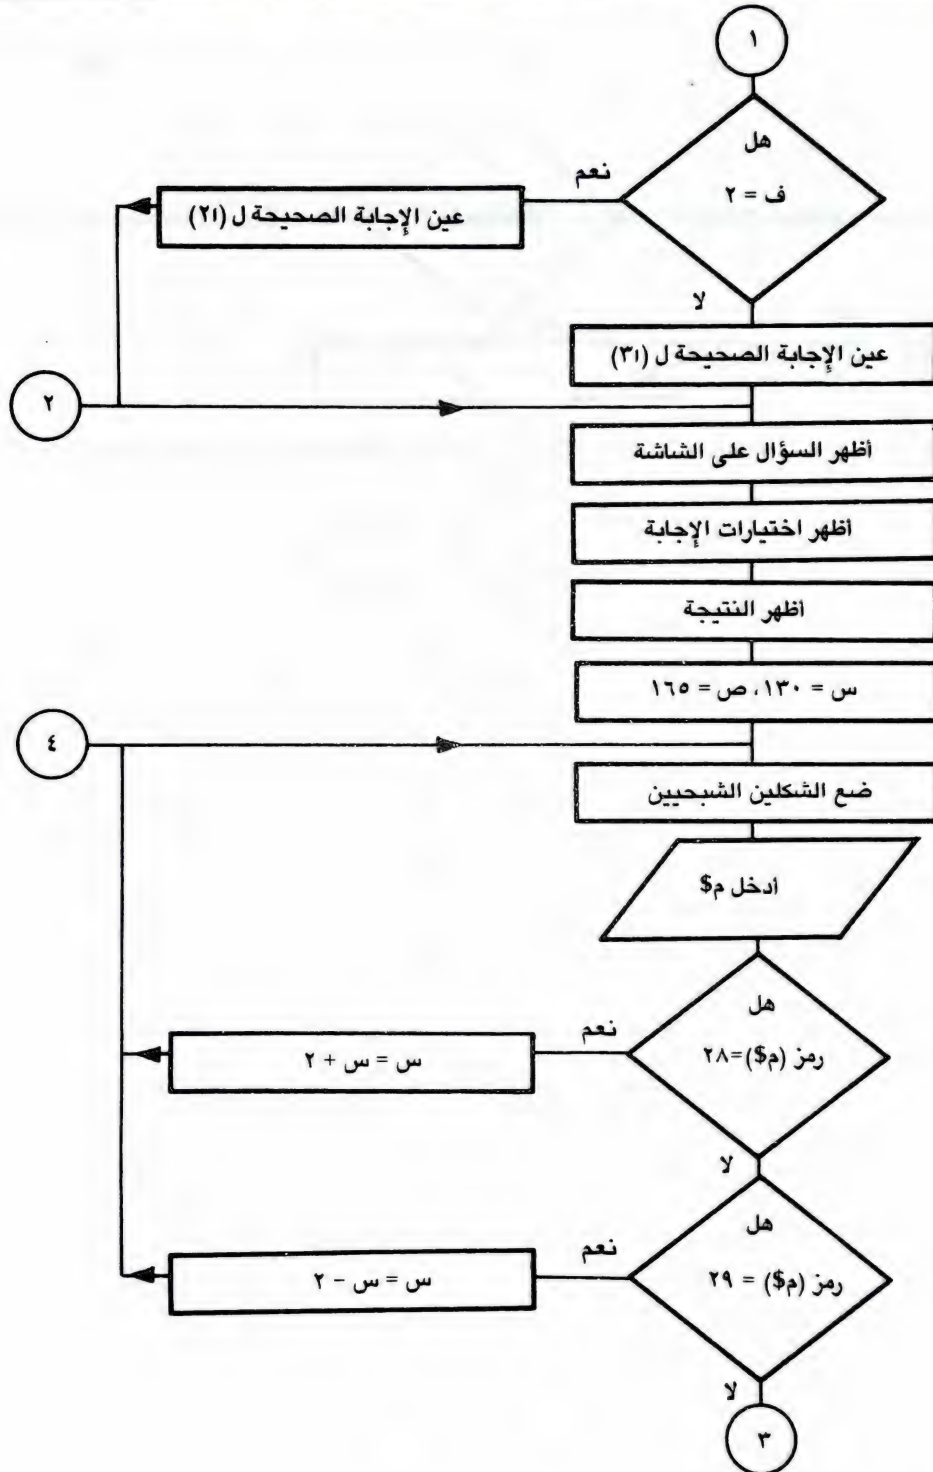 ١
هل
ف = ٢
نعم
عين الإجابة الصحيحة ل (٢١)
لا
عين الإجابة الصحيحة ل (٣١)
٢
أظهر السؤال على الشاشة
أظهر اختيارات الإجابة
أظهر النتيجة
س = ١٣٠، ص = ١٦٥
٤
ضع الشكلين الشبحيين
أدخل م$
هل
رمز (م$)=٢٨
نعم
س = س + ٢
لا
هل
رمز (م$) = ٢٩
نعم
س = س - ٢
لا
٣